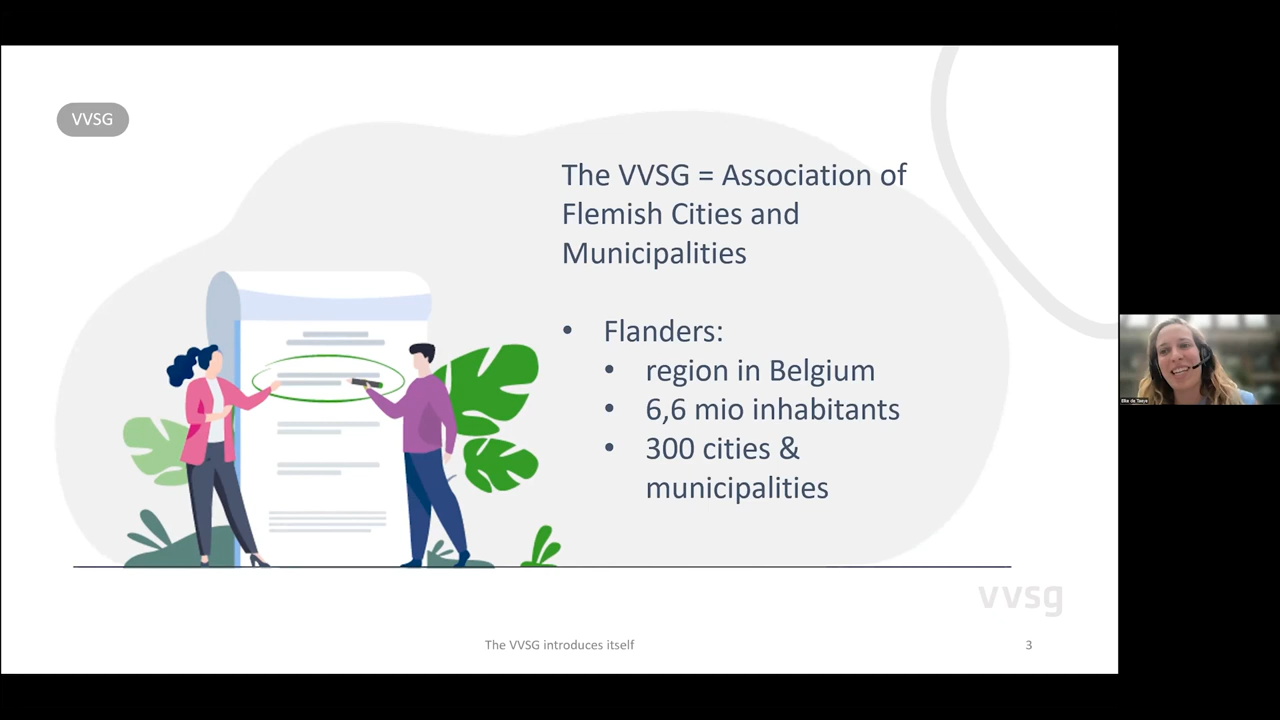 VVSG
The VVSG = Association of
Flemish Cities and
Municipalities
• Flanders:
• region in Belgium
• 6,6 mio inhabitants
• 300 cities &
municipalities
vvsg
The VVSG introduces itself
3